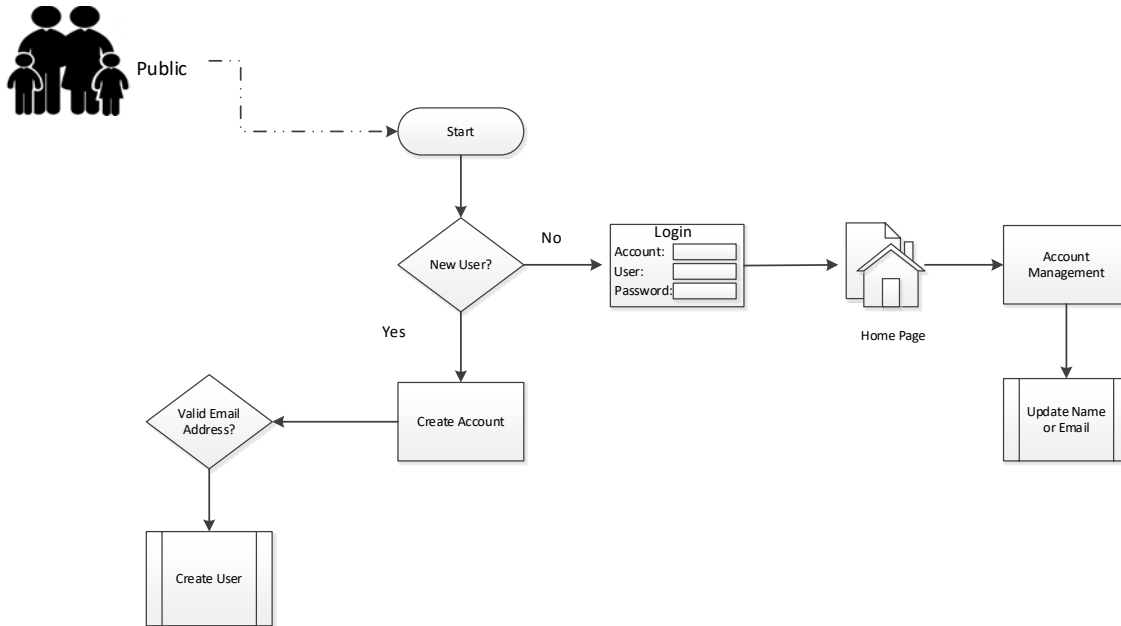 Public
Start
New User?
No
Login
Account:
User:
Password:
Home Page
Account
Management
Yes
Valid Email
Address?
Create Account
Update Name
or Email
Create User